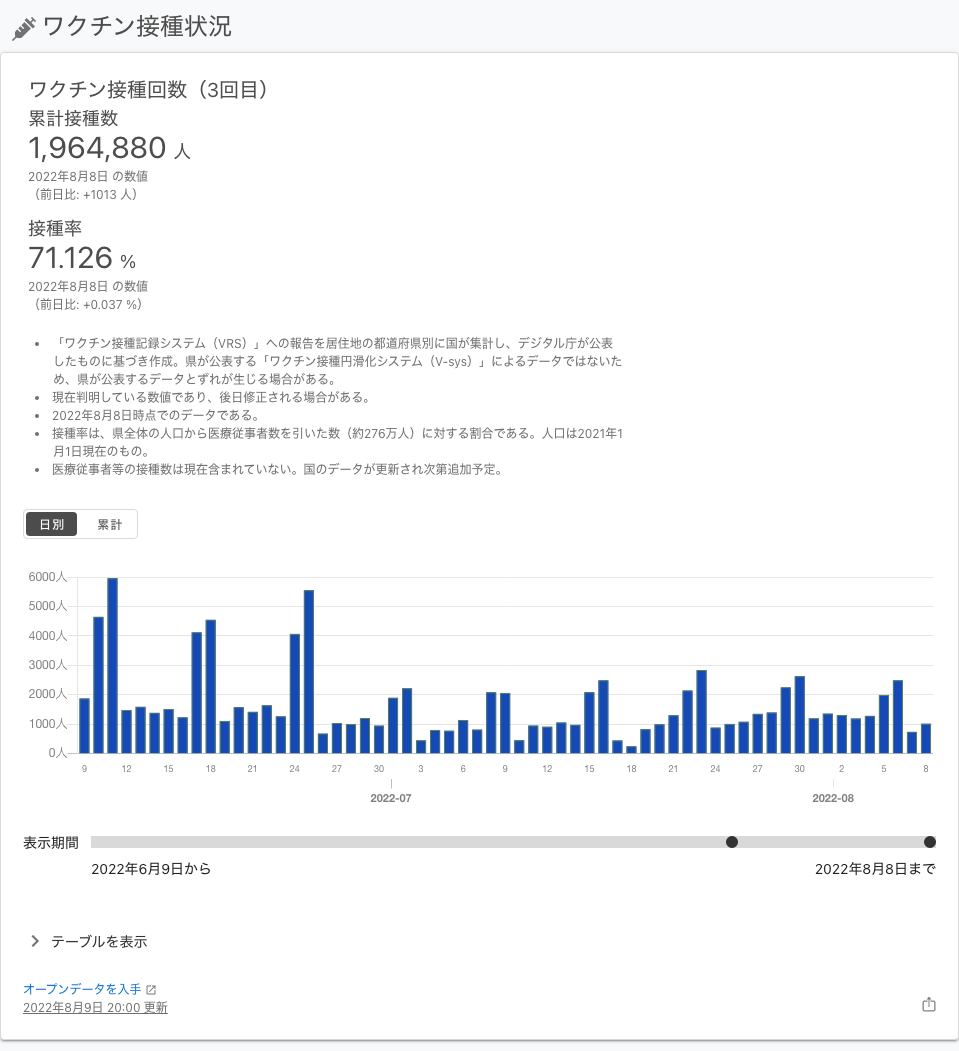 ワクチン接種状況
ワクチン接種回数（3回目）
累計接種数
1,964,880 人
2022年8月8日 の数値
（前日比: +1013 人）
接種率
71.126 %
2022年8月8日 の数値
（前日比: +0.037 %）
• 「ワクチン接種記録システム（VRS）」への報告を居住地の都道府県別に国が集計し、デジタル庁が公表
したものに基づき作成。県が公表する「ワクチン接種円滑化システム（V-sys）」によるデータではないた
め、県が公表するデータとずれが生じる場合がある。
• 現在判明している数値であり、後日修正される場合がある。
• 2022年8月8日時点でのデータである。
• 接種率は、県全体の人口から医療従事者数を引いた数（約276万人）に対する割合である。人口は2021年1
月1日現在のもの。
• 医療従事者等の接種数は現在含まれていない。国のデータが更新され次第追加予定。
日別 累計
6000人
5000人
4000人
3000人
2000人
1000人
0人
9 12 15 18 21 24 27 30 3 6 9 12 15 18 21 24 27 30 2 5 8
2022-07 2022-08
表示期間
2022年6月9日から 2022年8月8日まで
テーブルを表示
オープンデータを入手
2022年8月9日 20:00 更新